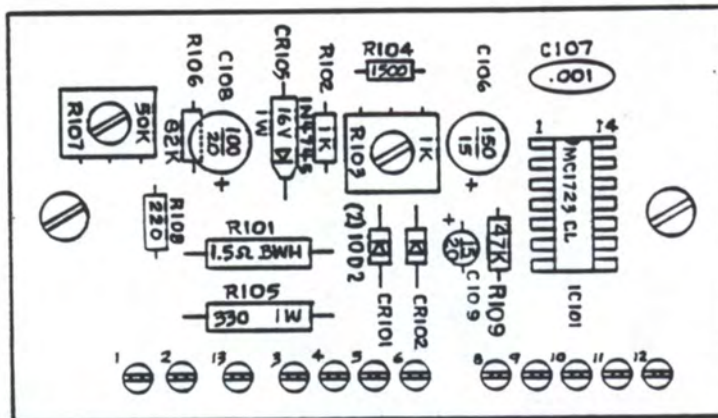 R106
C108
CR105
R102
R104
C106
C107
1500
.001
R107
50K
82K
100
20
+
1W
16V
1N4745
1K
R103
1K
150
15
+
1
14
MC1723 CL
IC101
R108
220
R101
1.5Ω BWH
(2) 10D2
CR101
CR102
+
15
20
C109
47K
R109
R105
330 1W
1
2
13
3
4
5
6
8
9
10
11
12